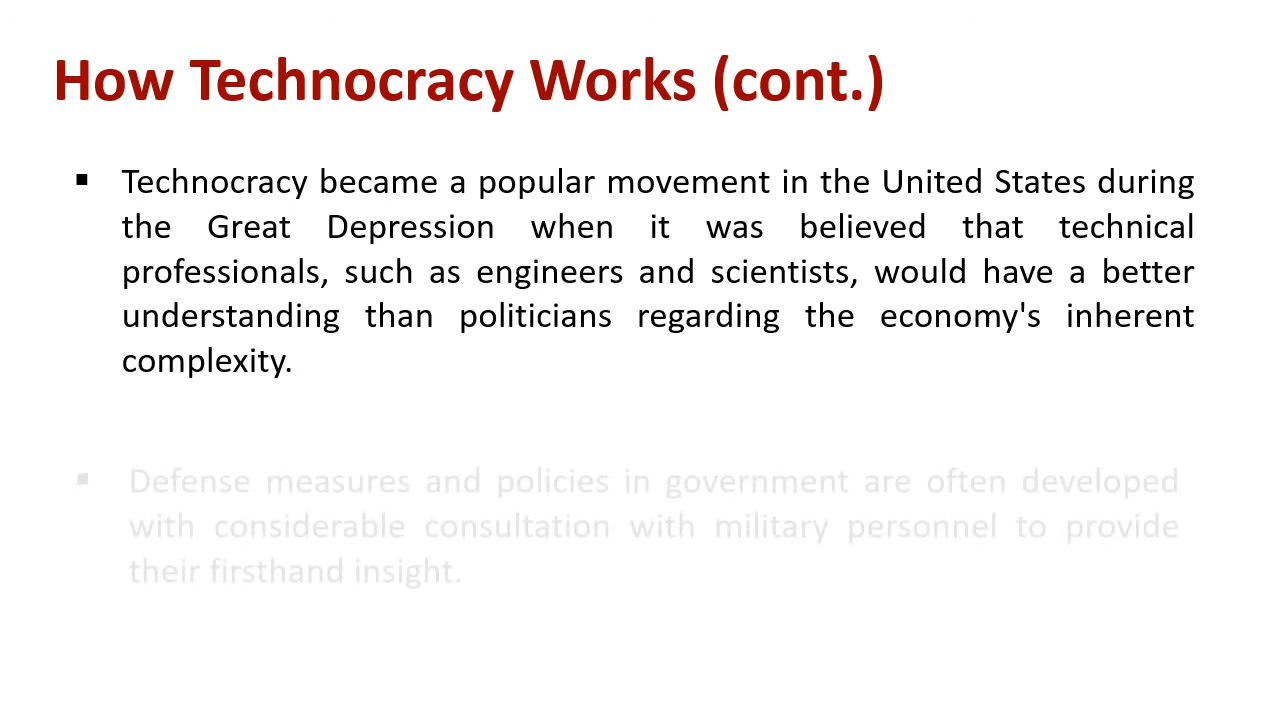 How Technocracy Works (cont.)
▪ Technocracy became a popular movement in the United States during
the Great Depression when it was believed that technical
professionals, such as engineers and scientists, would have a better
understanding than politicians regarding the economy's inherent
complexity.
▪ Defense measures and policies in government are often developed
with considerable consultation with military personnel to provide
their firsthand insight.